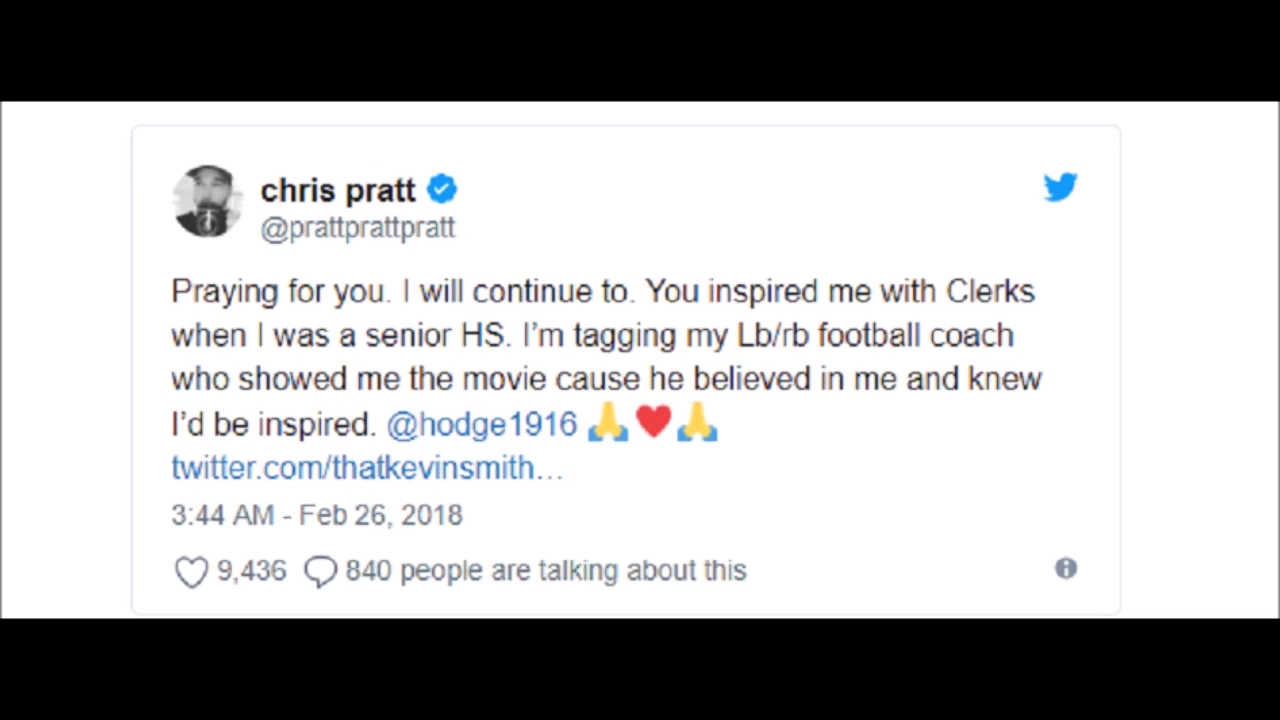 chris pratt
@prattprattpratt
Praying for you. I will continue to. You inspired me with Clerks
when I was a senior HS. I’m tagging my Lb/rb football coach
who showed me the movie cause he believed in me and knew
I’d be inspired. @hodge1916 🙏❤️🙏
twitter.com/thatkevinsmith…
3:44 AM - Feb 26, 2018
9,436 840 people are talking about this